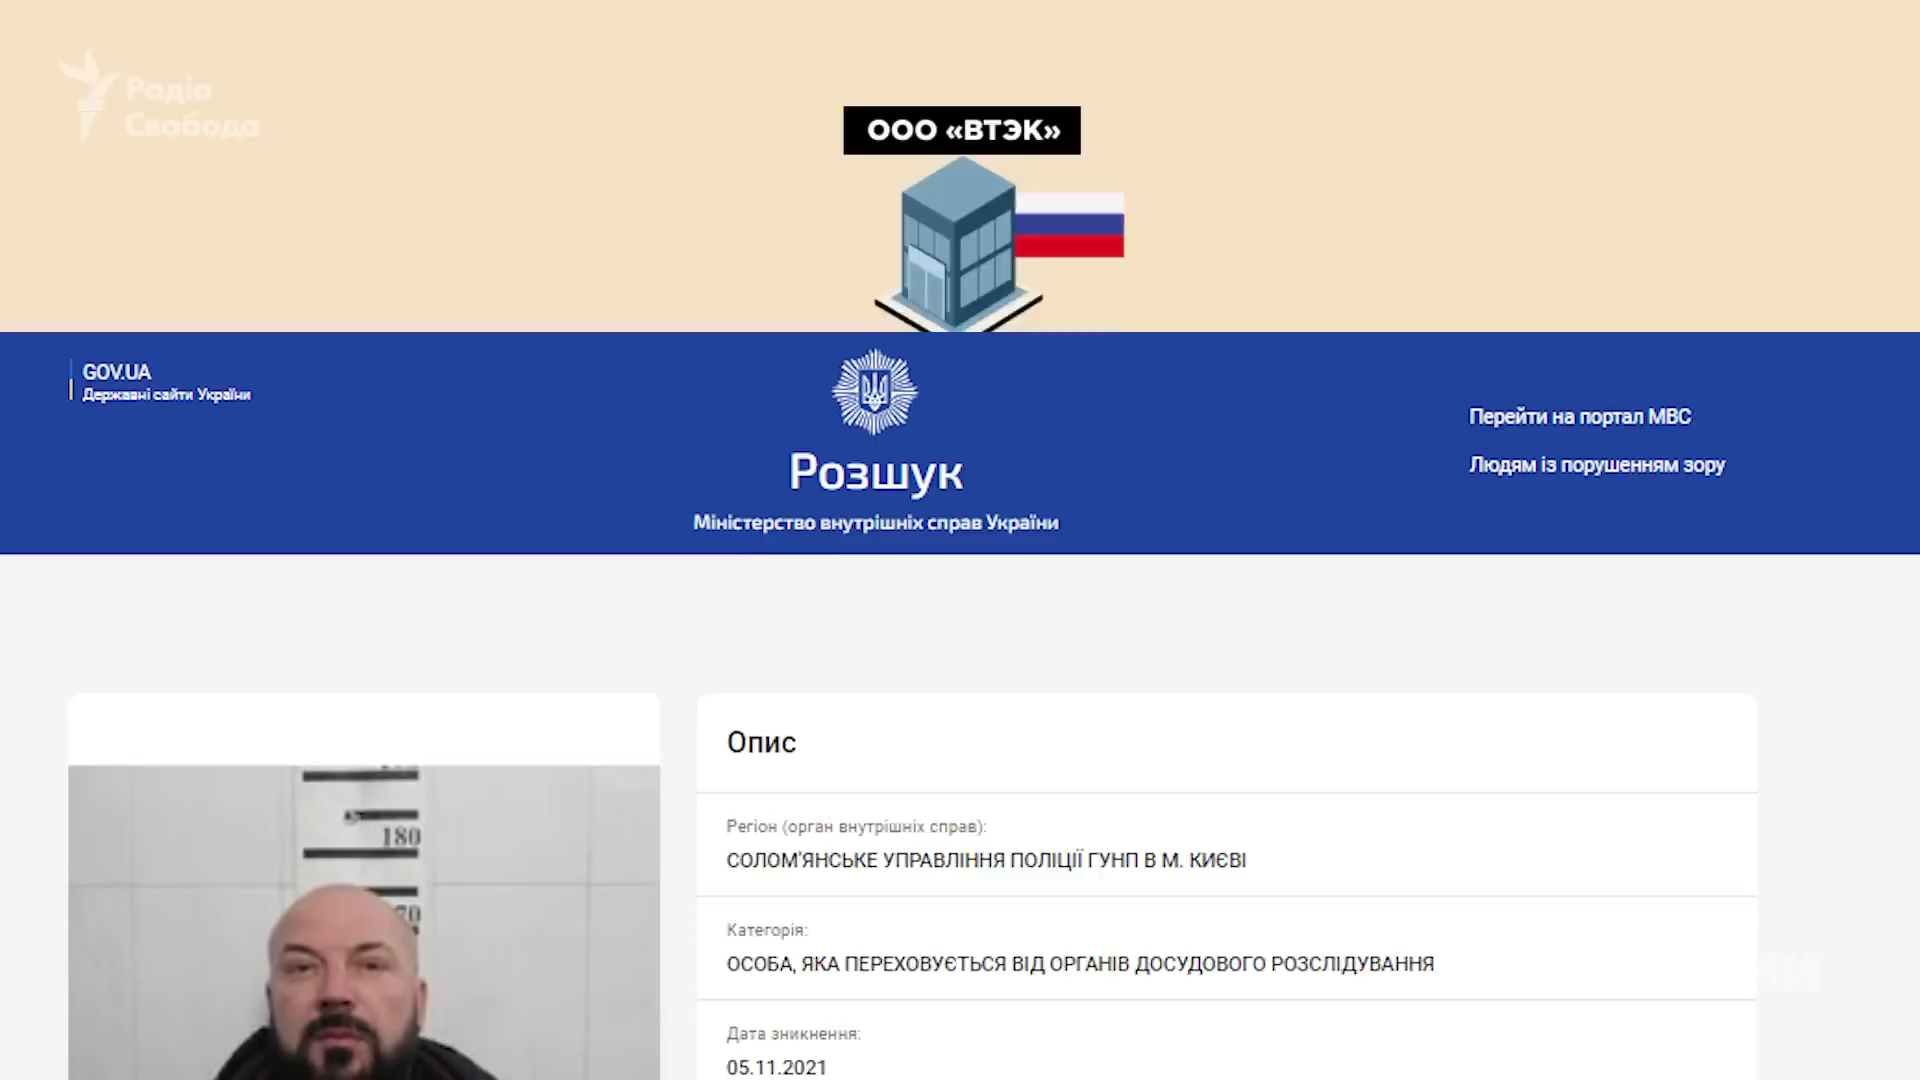 Радіо
Свобода
ООО «ВТЭК»
GOV.UA
Державні сайти України
Розшук
Міністерство внутрішніх справ України
Перейти на портал МВС
Людям із порушенням зору
Опис
Регіон (орган внутрішніх справ):
СОЛОМ'ЯНСЬКЕ УПРАВЛІННЯ ПОЛІЦІЇ ГУНП В М. КИЄВІ
Категорія:
ОСОБА, ЯКА ПЕРЕХОВУЄТЬСЯ ВІД ОРГАНІВ ДОСУДОВОГО РОЗСЛІДУВАННЯ
Дата зникнення:
05.11.2021
180